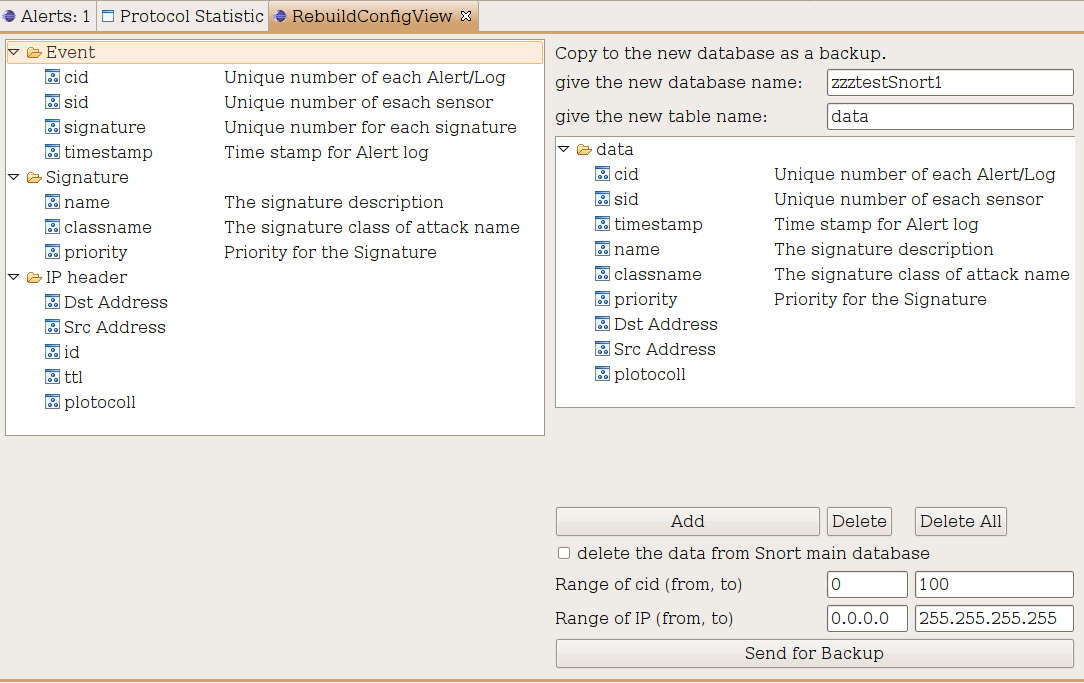 Alerts: 1 Protocol Statistic RebuildConfigView
Event
cid Unique number of each Alert/Log
sid Unique number of esach sensor
signature Unique number for each signature
timestamp Time stamp for Alert log
Signature
name The signature description
classname The signature class of attack name
priority Priority for the Signature
IP header
Dst Address
Src Address
id
ttl
plotocoll
Copy to the new database as a backup.
give the new database name: zzztestSnort1
give the new table name: data
data
cid Unique number of each Alert/Log
sid Unique number of esach sensor
timestamp Time stamp for Alert log
name The signature description
classname The signature class of attack name
priority Priority for the Signature
Dst Address
Src Address
plotocoll
Add Delete Delete All
delete the data from Snort main database
Range of cid (from, to) 0 100
Range of IP (from, to) 0.0.0.0 255.255.255.255
Send for Backup